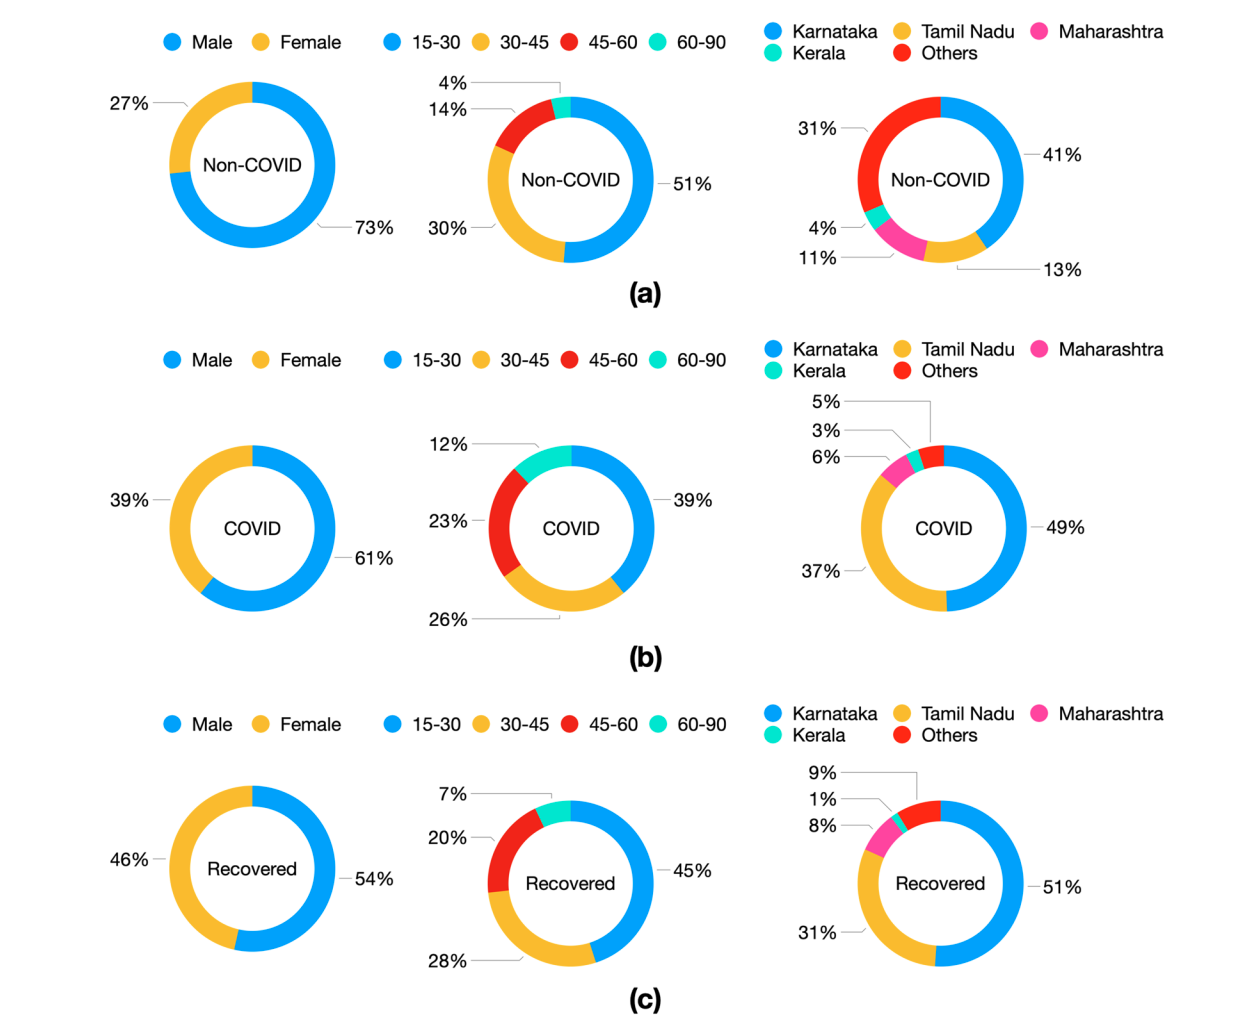 Male Female
27%
Non-COVID
73%
15-30 30-45 45-60 60-90
4%
14%
Non-COVID
51%
30%
Karnataka Tamil Nadu Maharashtra
Kerala Others
31%
41%
Non-COVID
4%
11%
13%
(a)
Male Female
39%
COVID
61%
15-30 30-45 45-60 60-90
12%
39%
23%
COVID
26%
Karnataka Tamil Nadu Maharashtra
Kerala Others
5%
3%
6%
COVID
49%
37%
(b)
Male Female
46%
Recovered
54%
15-30 30-45 45-60 60-90
7%
20%
45%
Recovered
28%
Karnataka Tamil Nadu Maharashtra
Kerala Others
9%
1%
8%
Recovered
51%
31%
(c)